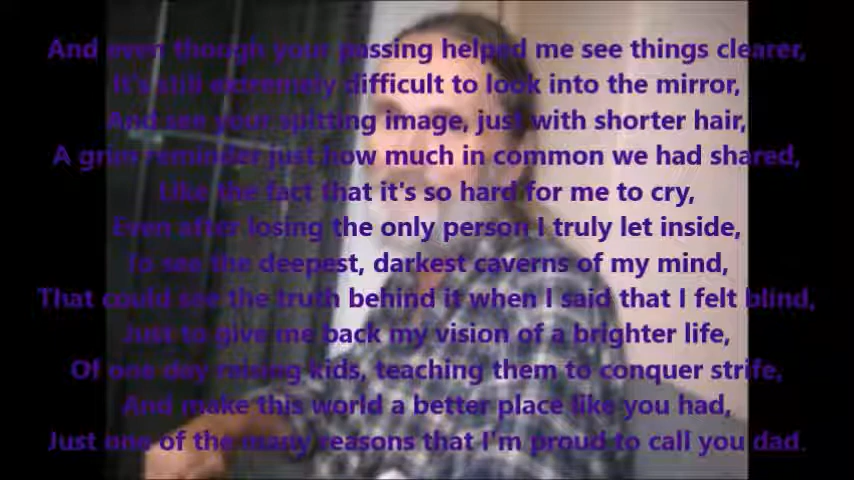 And even though your passing helped me see things clearer,
It's still extremely difficult to look into the mirror,
And see your spitting image, just with shorter hair,
A grim reminder just how much in common we had shared,
Like the fact that it's so hard for me to cry,
Even after losing the only person I truly let inside,
To see the deepest, darkest caverns of my mind,
That could see the truth behind it when I said that I felt blind,
Just to give me back my vision of a brighter life,
Of one day raising kids, teaching them to conquer strife,
And make this world a better place like you had,
Just one of the many reasons that I'm proud to call you dad.